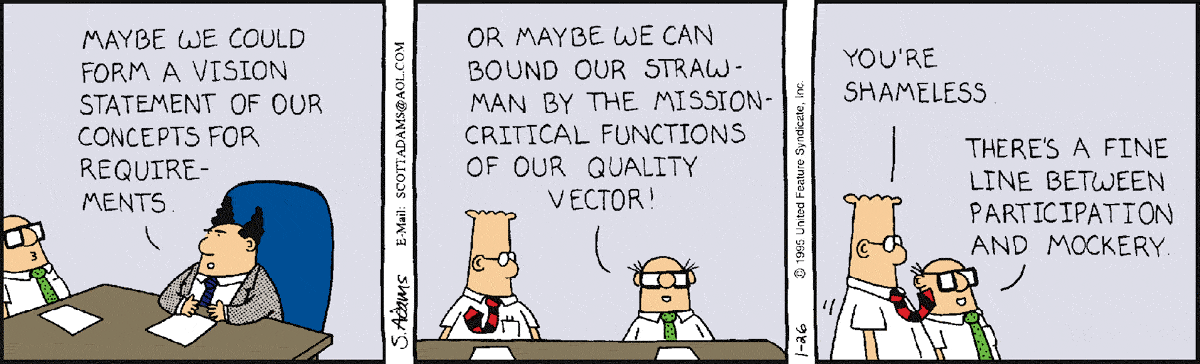 MAYBE WE COULD
FORM A VISION
STATEMENT OF OUR
CONCEPTS FOR
REQUIRE-
MENTS.
S. Adams
E-Mail: SCOTTADAMS@AOL.COM
OR MAYBE WE CAN
BOUND OUR STRAW-
MAN BY THE MISSION-
CRITICAL FUNCTIONS
OF OUR QUALITY
VECTOR!
1-26
© 1995 United Feature Syndicate, Inc.
YOU'RE
SHAMELESS.
THERE'S A FINE
LINE BETWEEN
PARTICIPATION
AND MOCKERY.